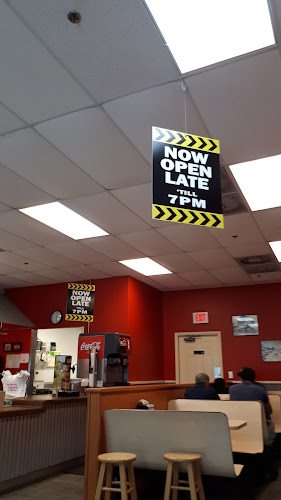 NOW
OPEN
LATE
'TILL
7PM
NOW
OPEN
LATE
7PM
Coca-Cola
EXIT